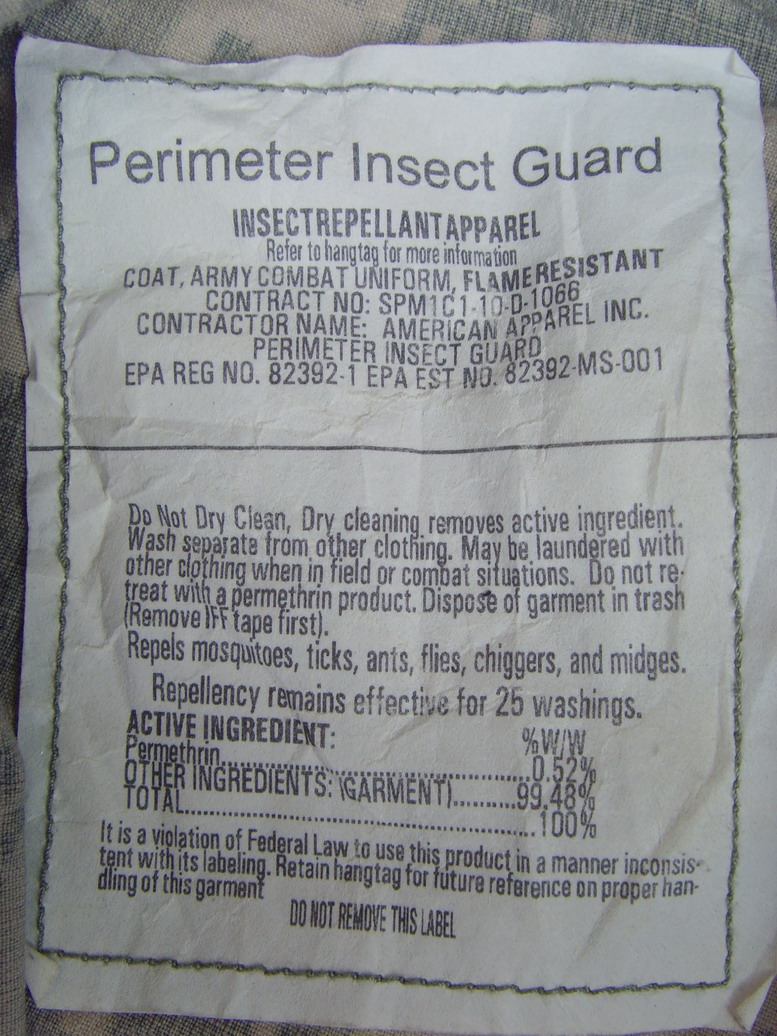 Perimeter Insect Guard
INSECTREPELLANTAPPAREL
Refer to hangtag for more information
COAT, ARMY COMBAT UNIFORM, FLAME RESISTANT
CONTRACT NO: SPM1C1-10-D-1066
CONTRACTOR NAME: AMERICAN APPAREL INC.
PERIMETER INSECT GUARD
EPA REG NO. 82392-1 EPA EST NO. 82392-MS-001
Do Not Dry Clean, Dry cleaning removes active ingredient.
Wash separate from other clothing. May be laundered with
other clothing when in field or combat situations. Do not re-
treat with a permethrin product. Dispose of garment in trash
(Remove IFF tape first).
Repels mosquitoes, ticks, ants, flies, chiggers, and midges.
Repellency remains effective for 25 washings.
ACTIVE INGREDIENT: %W/W
Permethrin..........................................0.52%
OTHER INGREDIENTS: (GARMENT)..........99.48%
TOTAL...............................................100%
It is a violation of Federal Law to use this product in a manner inconsis-
tent with its labeling. Retain hangtag for future reference on proper han-
dling of this garment
DO NOT REMOVE THIS LABEL